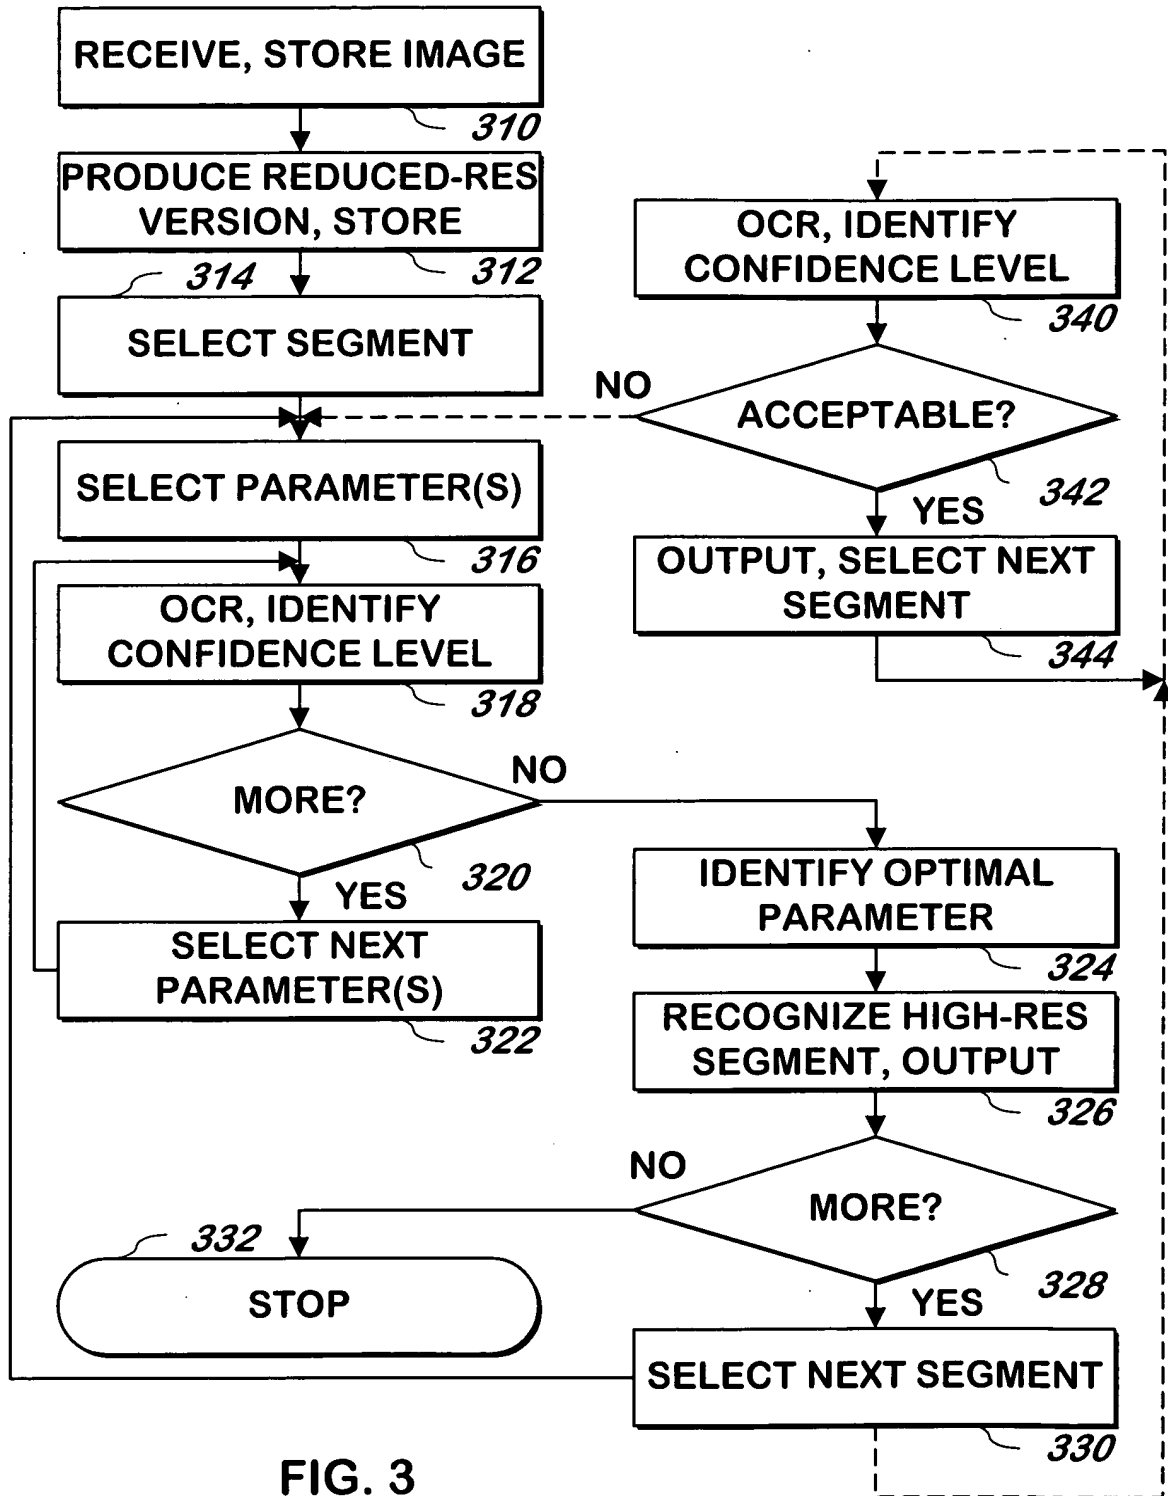 RECEIVE, STORE IMAGE
310
PRODUCE REDUCED-RES
VERSION, STORE
312
314
SELECT SEGMENT
SELECT PARAMETER(S)
316
OCR, IDENTIFY
CONFIDENCE LEVEL
318
MORE?
NO
320
YES
SELECT NEXT
PARAMETER(S)
322
OCR, IDENTIFY
CONFIDENCE LEVEL
340
NO
ACCEPTABLE?
342
YES
OUTPUT, SELECT NEXT
SEGMENT
344
IDENTIFY OPTIMAL
PARAMETER
324
RECOGNIZE HIGH-RES
SEGMENT, OUTPUT
326
NO
MORE?
328
YES
332
STOP
SELECT NEXT SEGMENT
330
FIG. 3